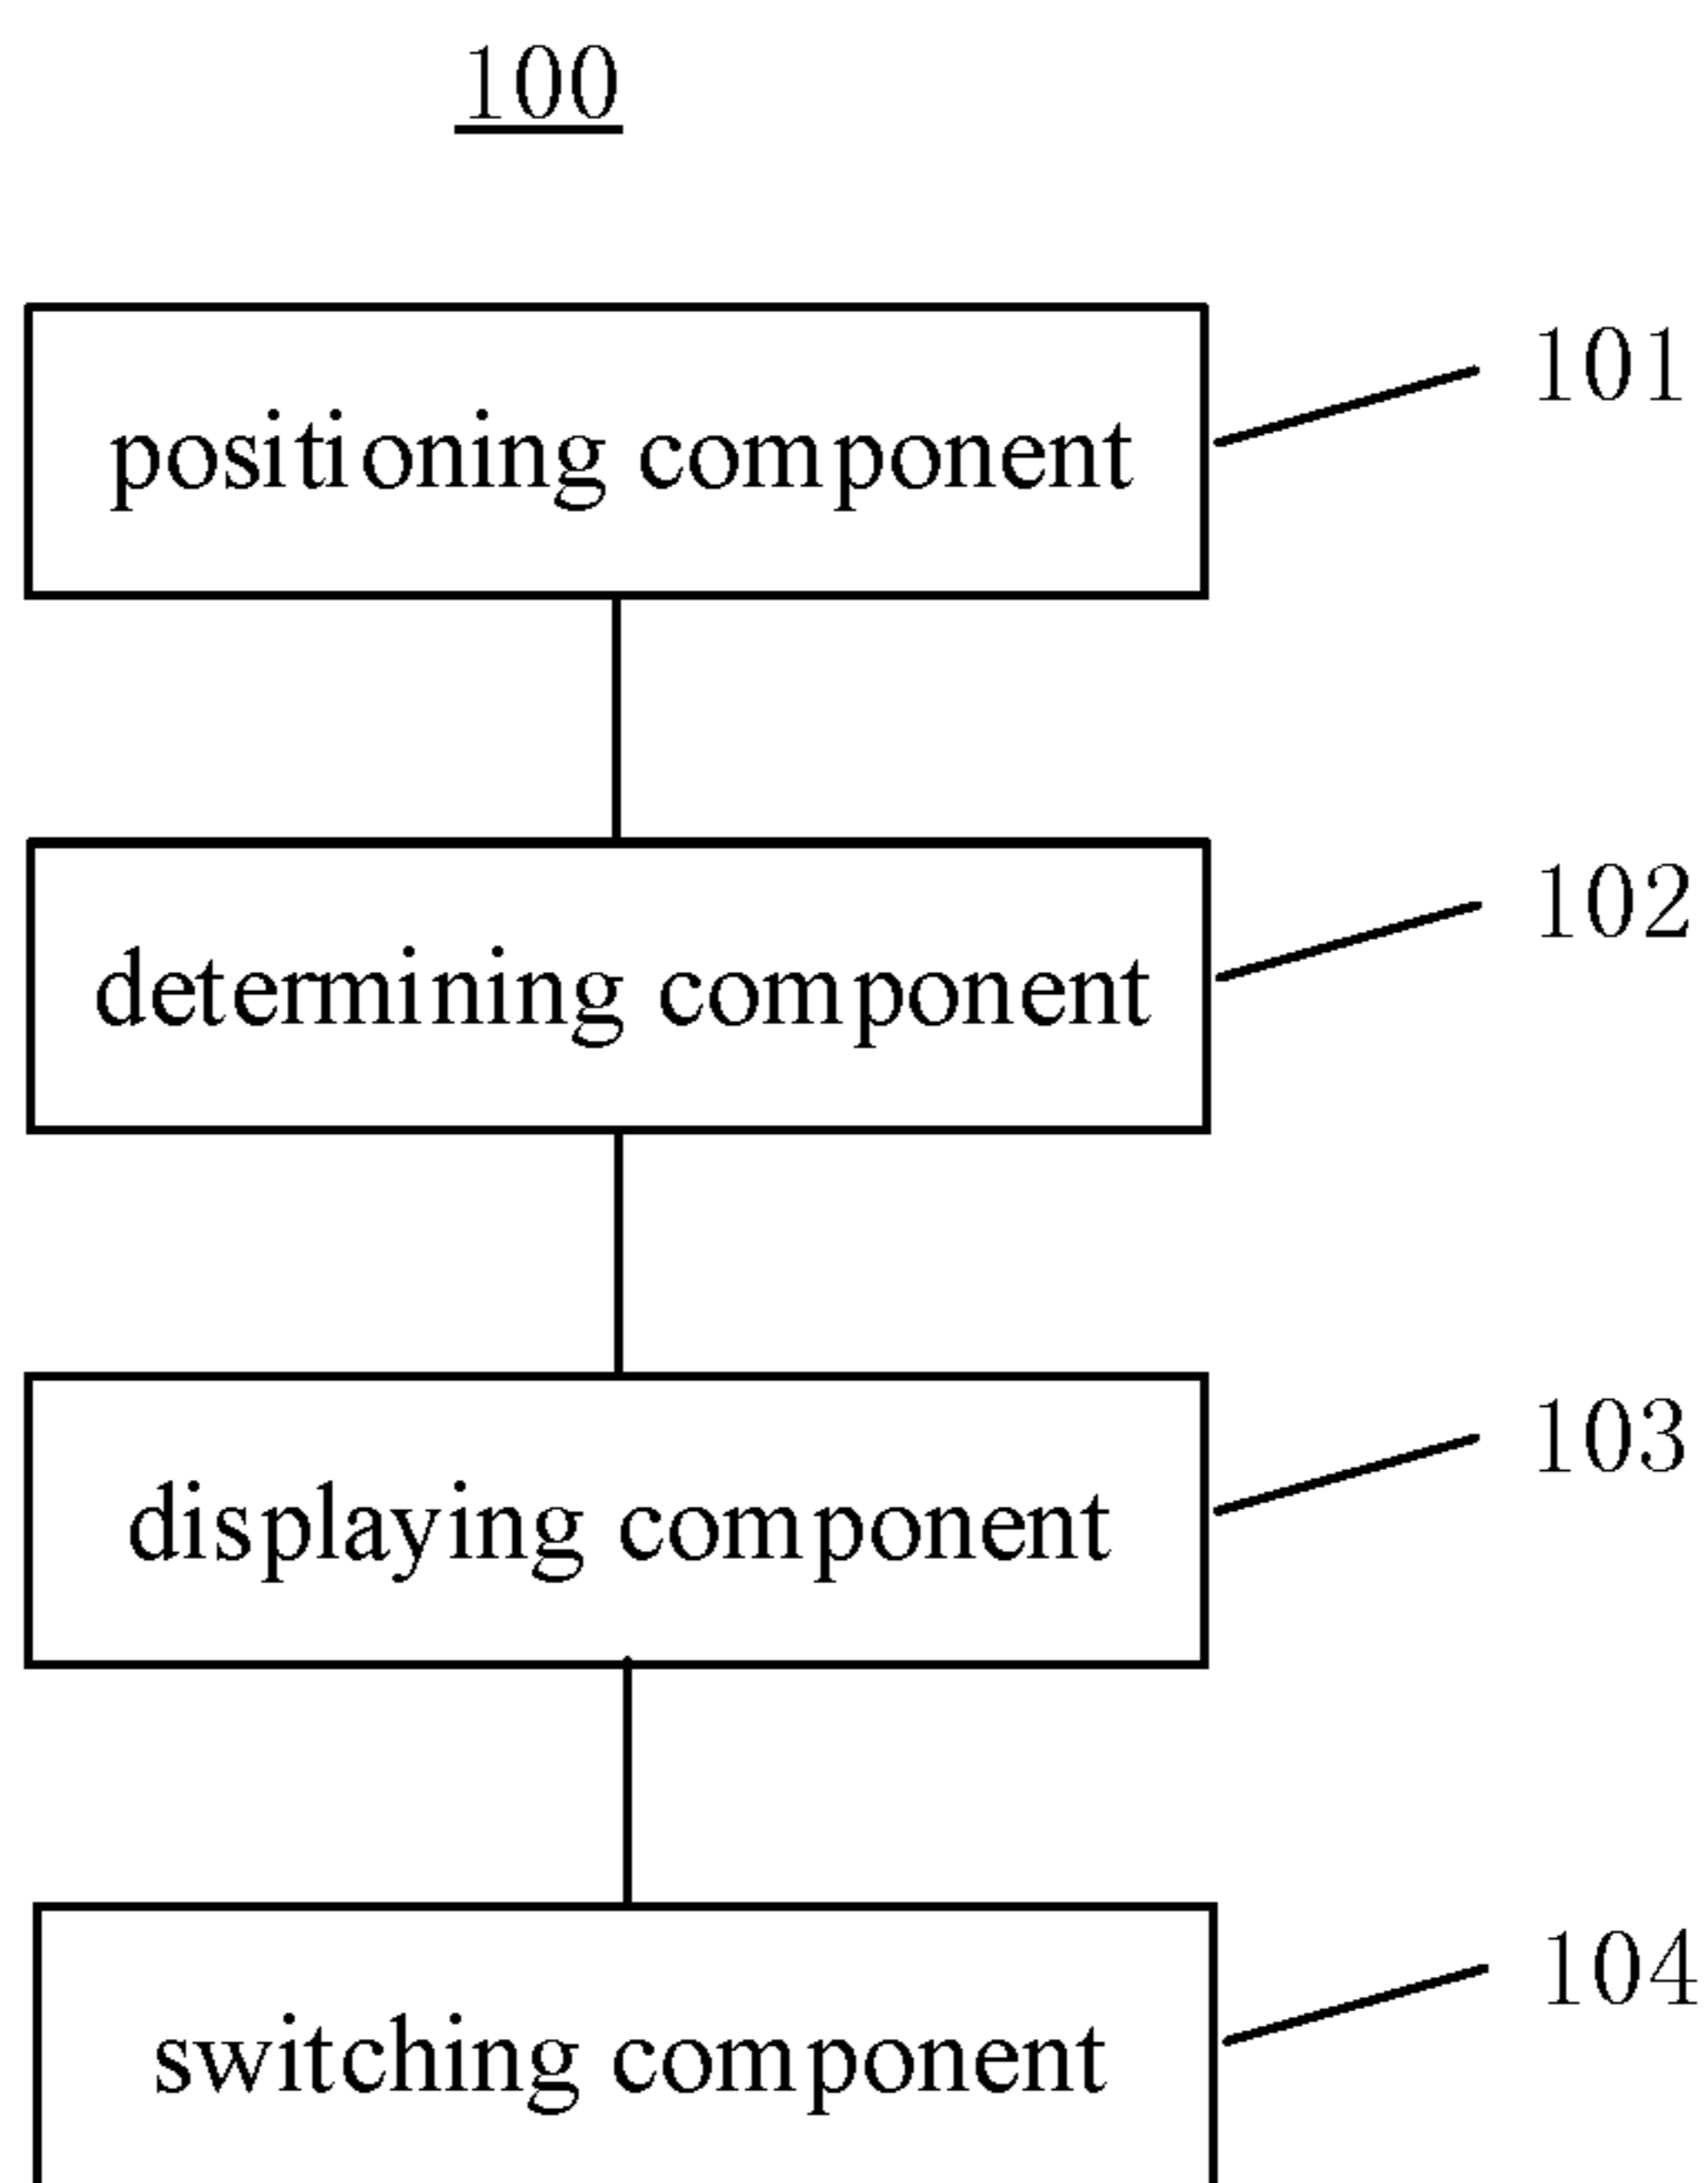 100
positioning component 101
determining component 102
displaying component 103
switching component 104